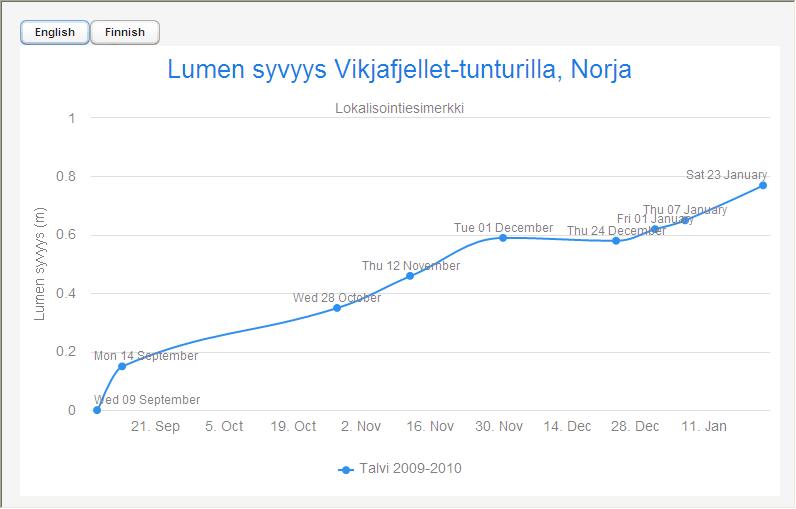 English Finnish
Lumen syvyys Vikjafjellet-tunturilla, Norja
Lokalisointiesimerkki
Lumen syvyys (m)
1
0.8
0.6
0.4
0.2
0
Sat 23 January
Thu 07 January
Fri 01 January
Thu 24 December
Tue 01 December
Thu 12 November
Wed 28 October
Mon 14 September
Wed 09 September
21. Sep 5. Oct 19. Oct 2. Nov 16. Nov 30. Nov 14. Dec 28. Dec 11. Jan
Talvi 2009-2010